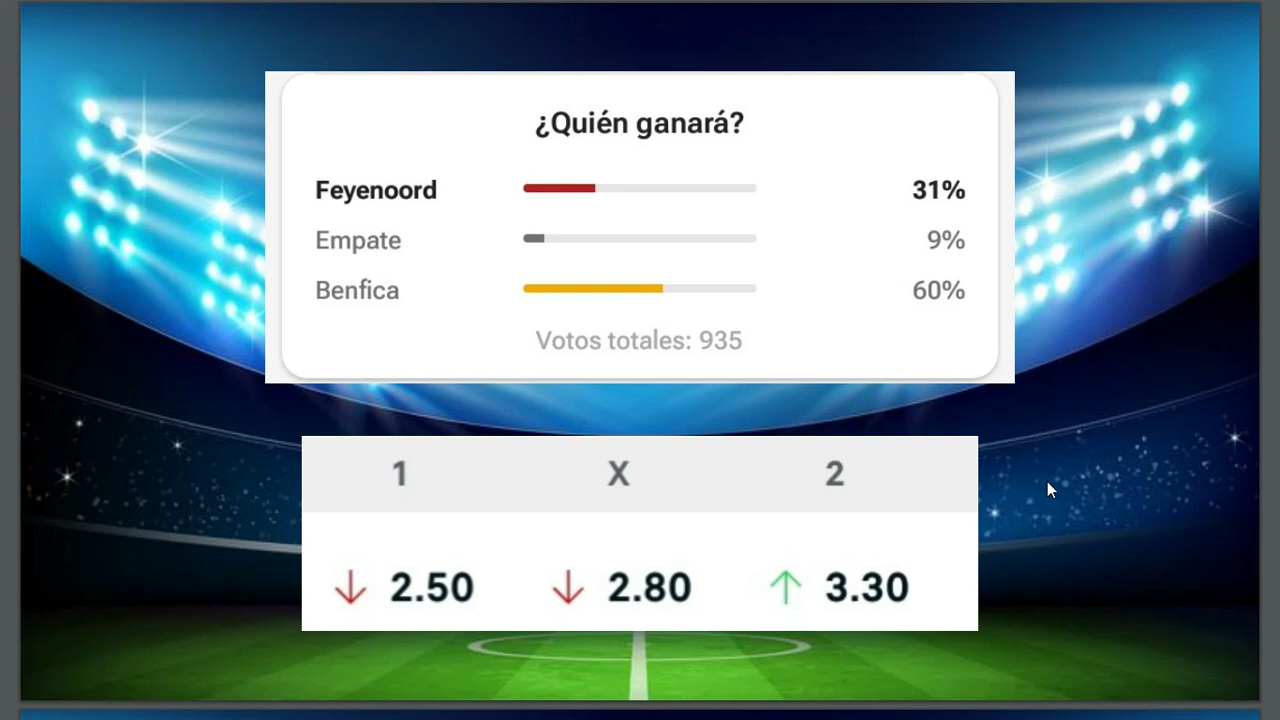 ¿Quién ganará?
Feyenoord 31%
Empate 9%
Benfica 60%
Votos totales: 935
1 X 2
↓ 2.50 ↓ 2.80 ↑ 3.30